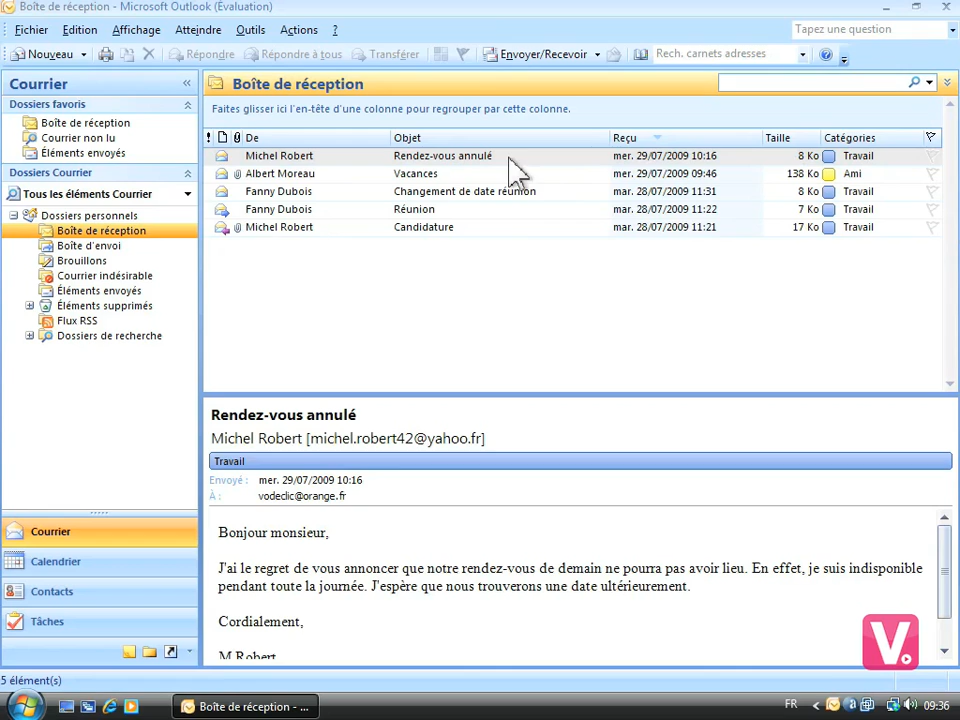 Boîte de réception - Microsoft Outlook (Évaluation)
Fichier Edition Affichage Atteindre Outils Actions ? Tapez une question
Nouveau Répondre Répondre à tous Transférer Envoyer/Recevoir Rech. carnets adresses
Courrier «
Boîte de réception
Dossiers favoris
Faites glisser ici l'en-tête d'une colonne pour regrouper par cette colonne.
Boîte de réception
Courrier non lu
Éléments envoyés
! De Objet Reçu Taille Catégories
Michel Robert Rendez-vous annulé mer. 29/07/2009 10:16 8 Ko Travail
Albert Moreau Vacances mer. 29/07/2009 09:46 138 Ko Ami
Fanny Dubois Changement de date réunion mar. 28/07/2009 11:31 8 Ko Travail
Fanny Dubois Réunion mar. 28/07/2009 11:22 7 Ko Travail
Michel Robert Candidature mar. 28/07/2009 11:21 17 Ko Travail
Dossiers Courrier
Tous les éléments Courrier
Dossiers personnels
Boîte de réception
Boîte d'envoi
Brouillons
Courrier indésirable
Éléments envoyés
Éléments supprimés
Flux RSS
Dossiers de recherche
Courrier
Calendrier
Contacts
Tâches
Rendez-vous annulé
Michel Robert [michel.robert42@yahoo.fr]
Travail
Envoyé : mer. 29/07/2009 10:16
À : vodeclic@orange.fr
Bonjour monsieur,
J'ai le regret de vous annoncer que notre rendez-vous de demain ne pourra pas avoir lieu. En effet, je suis indisponible
pendant toute la journée. J'espère que nous trouverons une date ultérieurement.
Cordialement,
M.Robert
V.
5 élément(s)
Boîte de réception - ... FR < 09:36